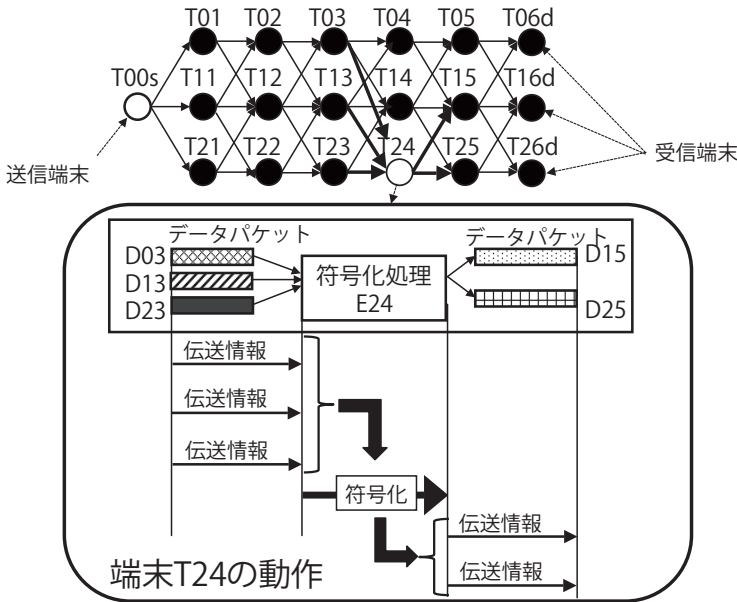 T01 T02 T03 T04 T05 T06d
T00s T11 T12 T13 T14 T15 T16d
T21 T22 T23 T24 T25 T26d
送信端末
受信端末
データパケット
データパケット
D03
D13
D23
符号化処理
E24
D15
D25
伝送情報
伝送情報
伝送情報
符号化
伝送情報
伝送情報
端末T24の動作